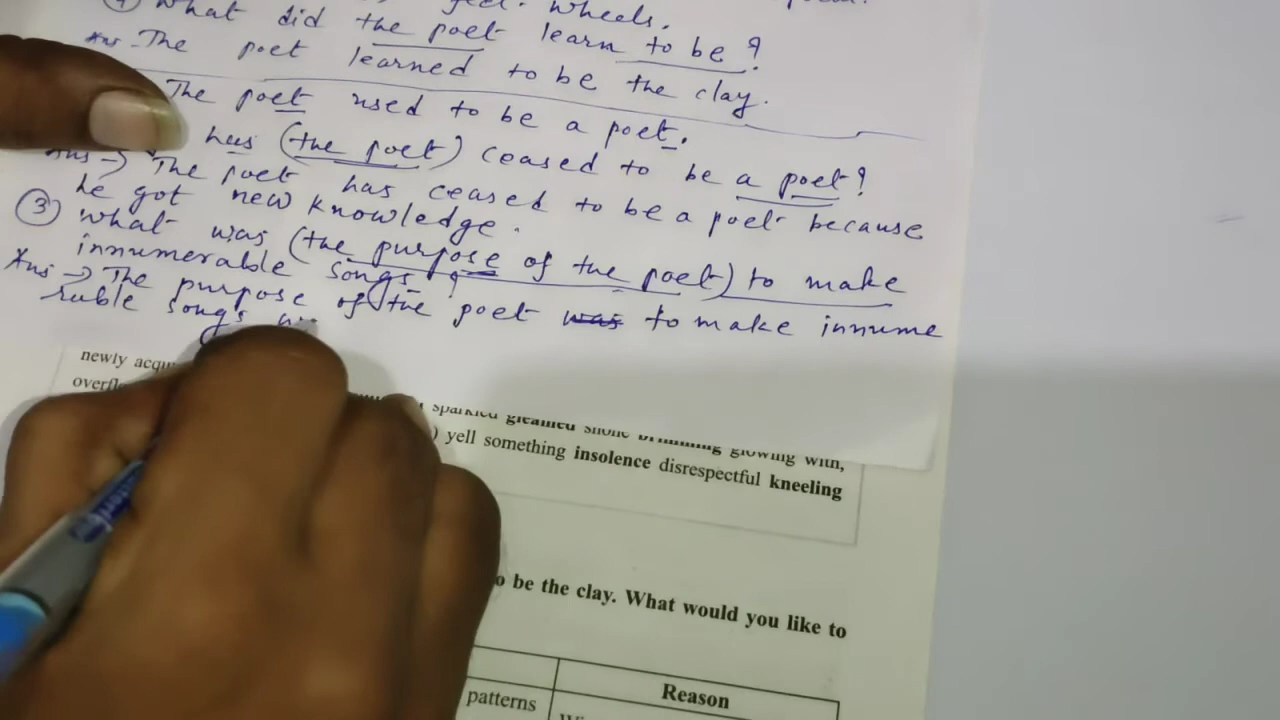 feel. wheels.
What did the poet learn to be?
Ans - The poet learned to be the clay.
The poet used to be a poet.
has (the poet) ceased to be a poet?
Ans → The poet has ceased to be a poet because
he got new knowledge.
③ what was (the purpose of the poet) to make
innumerable songs?
Ans → The purpose of the poet was to make innume
rable songs
newly
sparkled gleamed shone brimming glowing with,
) yell something insolence disrespectful kneeling
be the clay. What would you like to
patterns
Reason